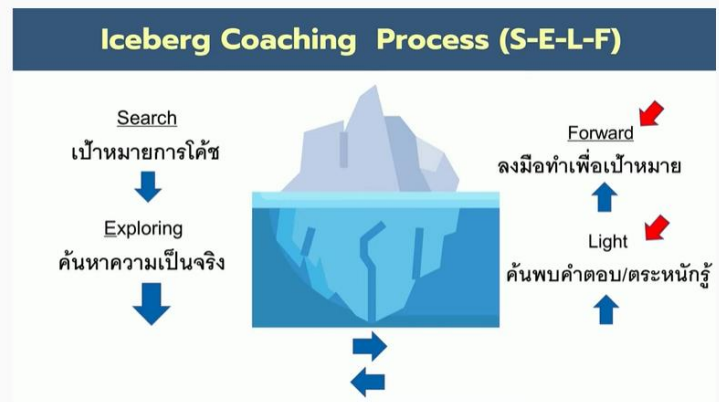 Iceberg Coaching Process (S-E-L-F)
Search
เป้าหมายการโค้ช
Exploring
ค้นหาความเป็นจริง
Forward
ลงมือทำเพื่อเป้าหมาย
Light
ค้นพบคำตอบ/ตระหนักรู้